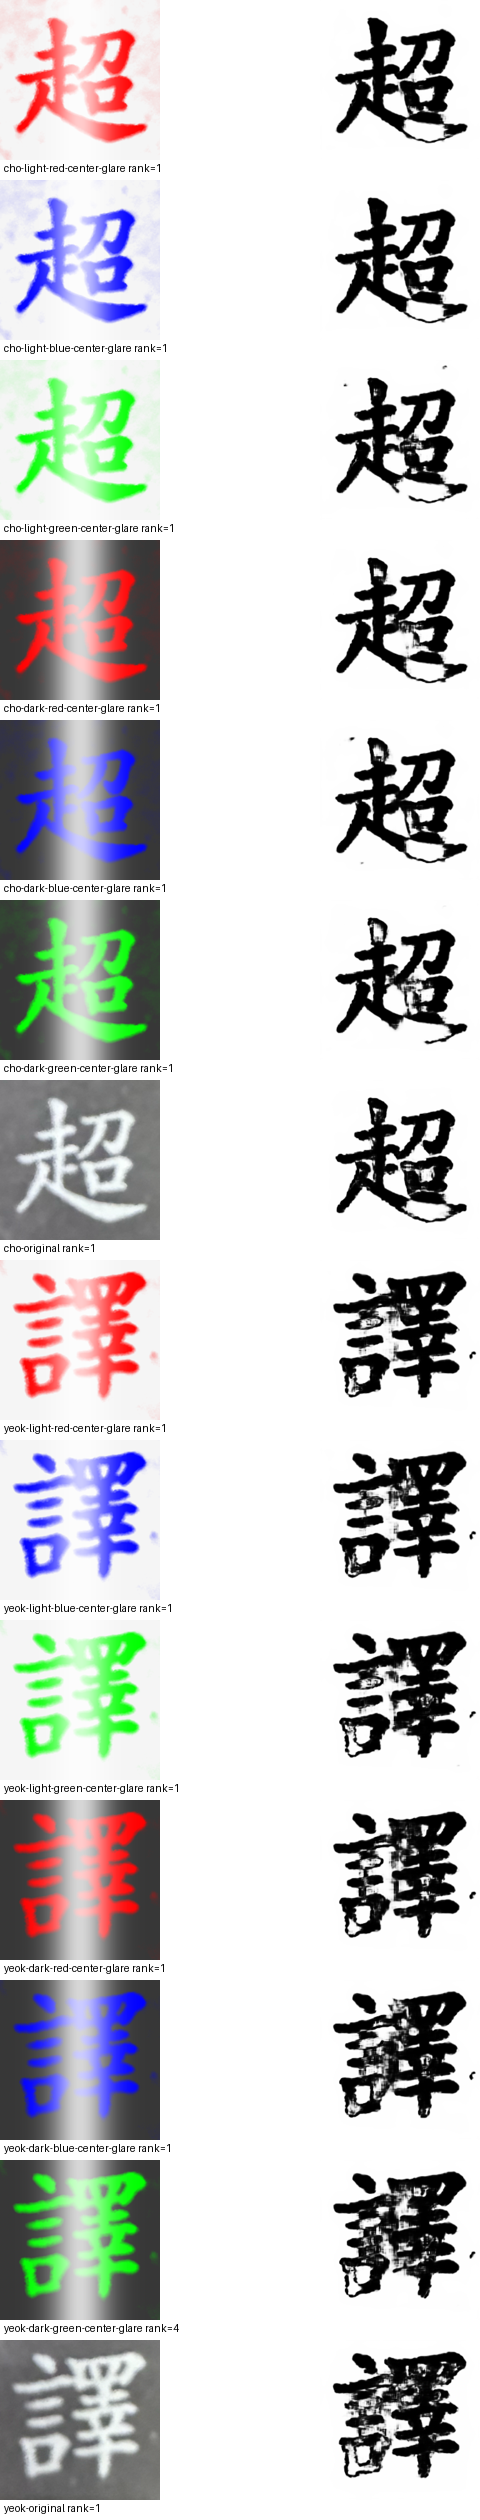 超 超
cho-light-red-center-glare rank=1
超 超
cho-light-blue-center-glare rank=1
超 超
cho-light-green-center-glare rank=1
超 超
cho-dark-red-center-glare rank=1
超 超
cho-dark-blue-center-glare rank=1
超 超
cho-dark-green-center-glare rank=1
超 超
cho-original rank=1
譯 譯
yeok-light-red-center-glare rank=1
譯 譯
yeok-light-blue-center-glare rank=1
譯 譯
yeok-light-green-center-glare rank=1
譯 譯
yeok-dark-red-center-glare rank=1
譯 譯
yeok-dark-blue-center-glare rank=1
譯 譯
yeok-dark-green-center-glare rank=4
譯 譯
yeok-original rank=1